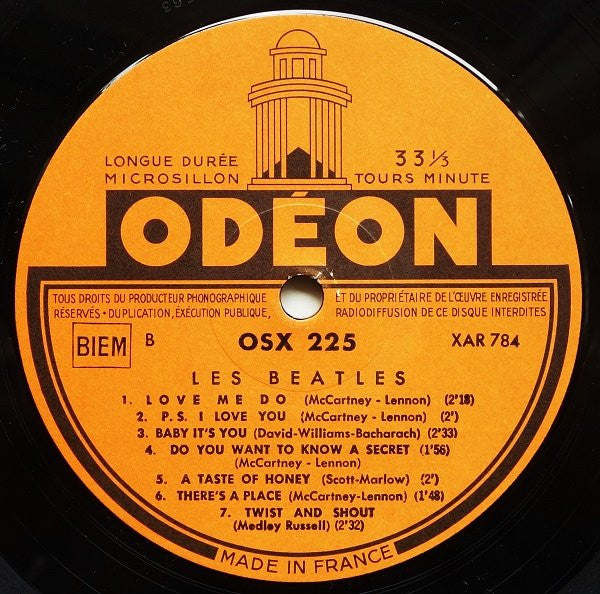 LONGUE DURÉE
MICROSILLON
33 1/3
TOURS MINUTE
ODÉON
TOUS DROITS DU PRODUCTEUR PHONOGRAPHIQUE ET DU PROPRIÉTAIRE DE L'ŒUVRE ENREGISTRÉE
RÉSERVÉS • DUPLICATION, ÉXÉCUTION PUBLIQUE, RADIODIFFUSION DE CE DISQUE INTERDITES
BIEM B OSX 225 XAR 784
LES BEATLES
1. LOVE ME DO (McCartney - Lennon) (2'18)
2. P.S. I LOVE YOU (McCartney - Lennon) (2')
3. BABY IT'S YOU (David-Williams-Bacharach) (2'33)
4. DO YOU WANT TO KNOW A SECRET (1'56)
(McCartney - Lennon)
5. A TASTE OF HONEY (Scott-Marlow) (2')
6. THERE'S A PLACE (McCartney-Lennon) (1'48)
7. TWIST AND SHOUT
(Medley Russell) (2'32)
MADE IN FRANCE